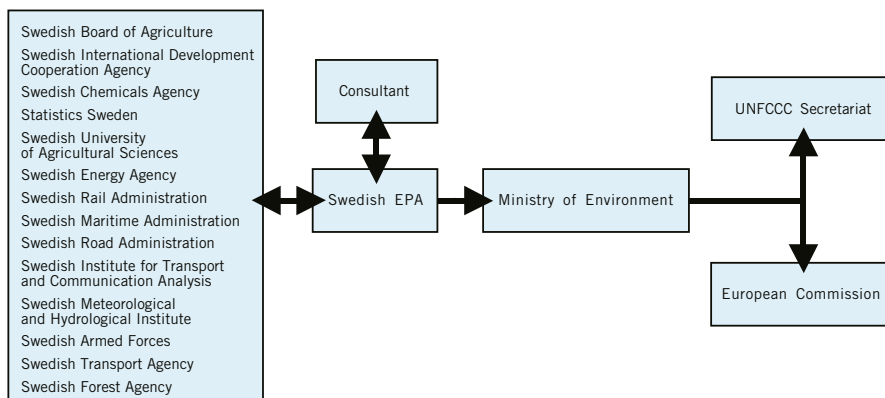 Swedish Board of Agriculture
Swedish International Development
Cooperation Agency
Swedish Chemicals Agency
Statistics Sweden
Swedish University
of Agricultural Sciences
Swedish Energy Agency
Swedish Rail Administration
Swedish Maritime Administration
Swedish Road Administration
Swedish Institute for Transport
and Communication Analysis
Swedish Meteorological
and Hydrological Institute
Swedish Armed Forces
Swedish Transport Agency
Swedish Forest Agency
Consultant
Swedish EPA
Ministry of Environment
UNFCCC Secretariat
European Commission